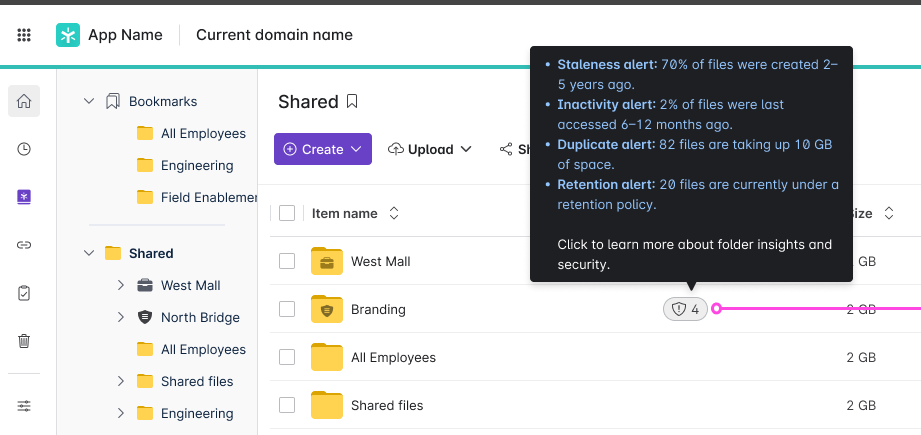 App Name
Current domain name
Bookmarks
All Employees
Engineering
Field Enablemen
Shared
West Mall
North Bridge
All Employees
Shared files
Engineering
Shared
Create
Upload
Sh
• Staleness alert: 70% of files were created 2–
5 years ago.
• Inactivity alert: 2% of files were last
accessed 6–12 months ago.
• Duplicate alert: 82 files are taking up 10 GB
of space.
• Retention alert: 20 files are currently under a
retention policy.
Click to learn more about folder insights and
security.
Item name
Size
West Mall
GB
Branding
4
2 GB
All Employees
2 GB
Shared files
2 GB